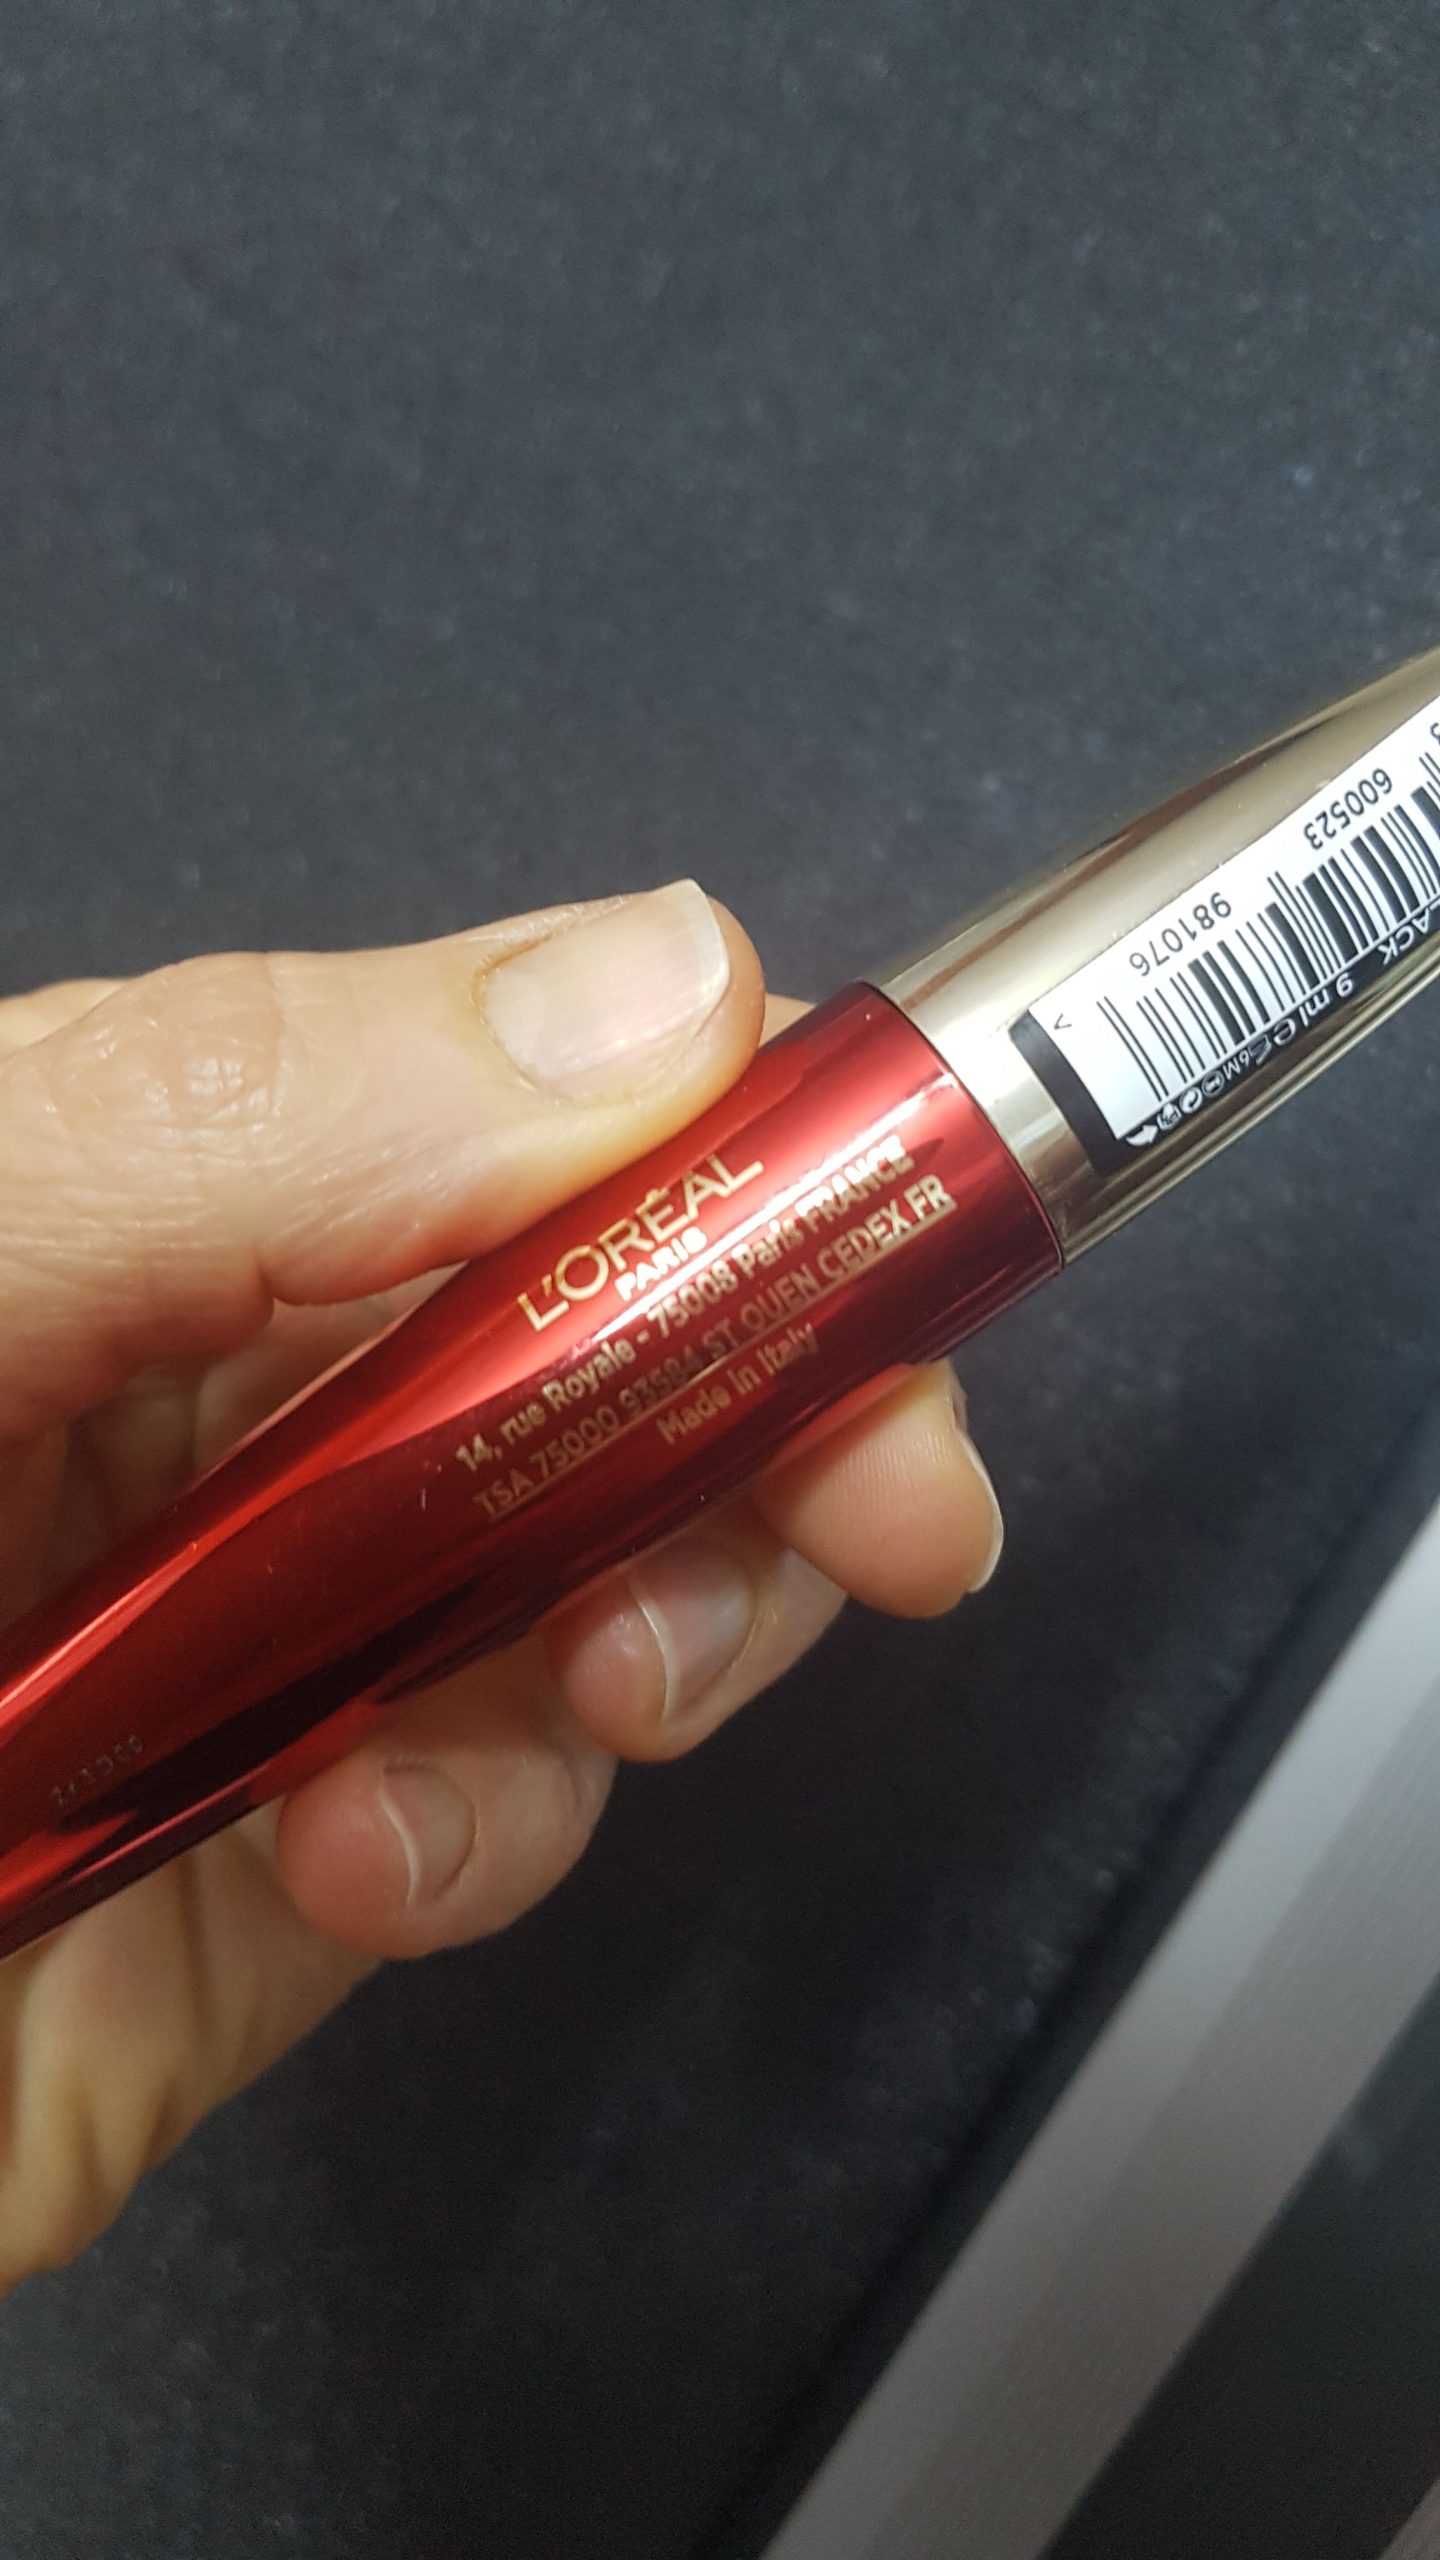 L'ORÉAL
PARIS
14, rue Royale - 75008 Paris FRANCE
TSA 75000 93584 ST OUEN CEDEX FR
Made in Italy
3 600523 981076 >
ACK 9 ml e 6M